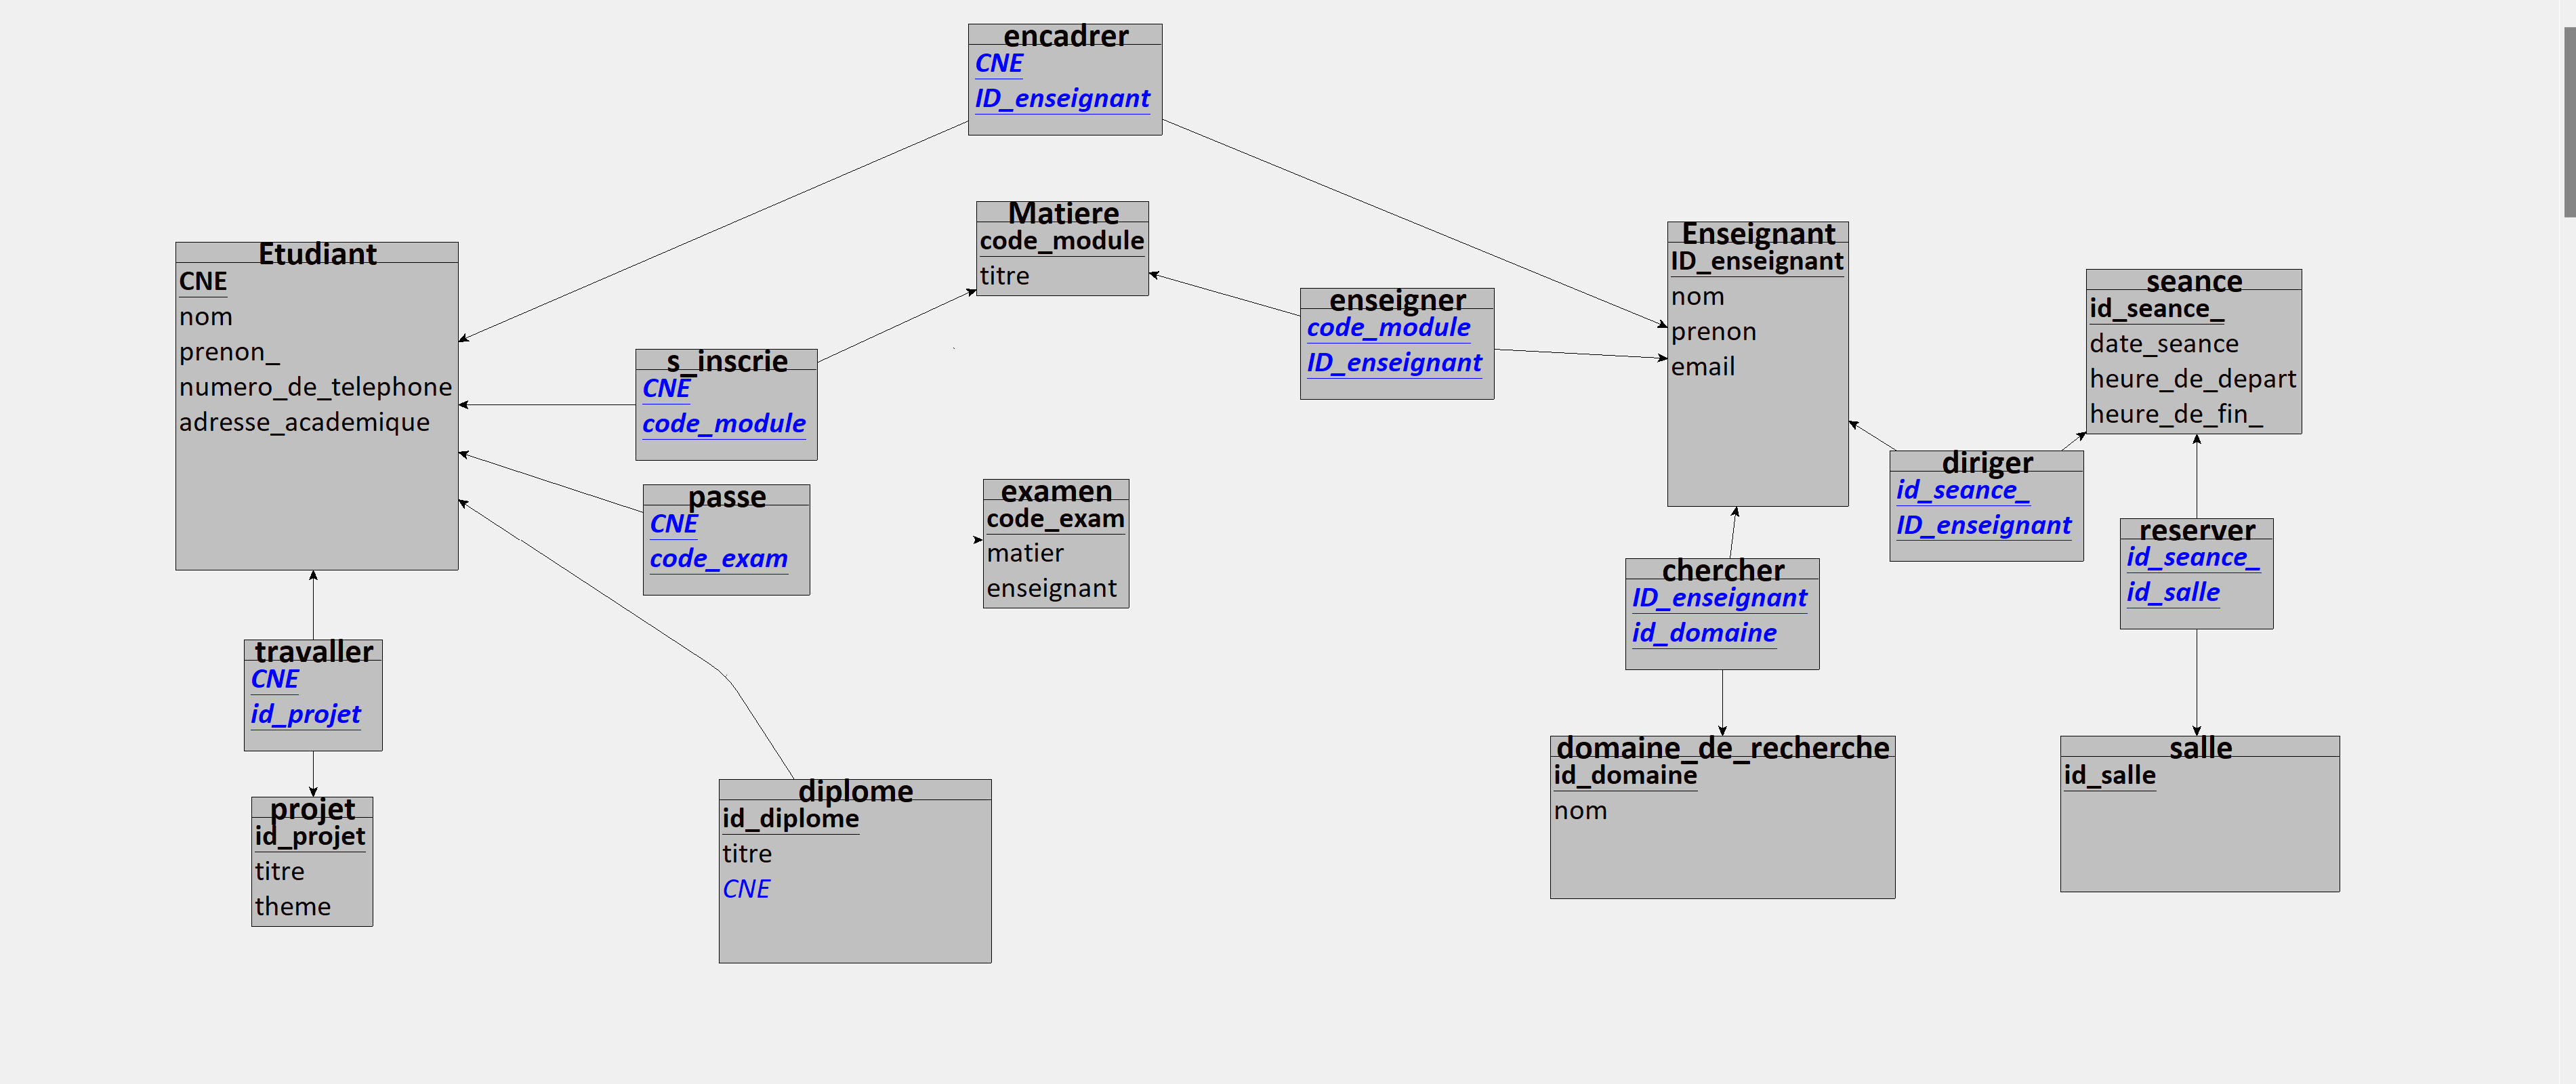 encadrer
CNE
ID_enseignant
Matiere
code_module
titre
Etudiant
CNE
nom
prenon_
numero_de_telephone
adresse_academique
s_inscrie
CNE
code_module
enseigner
code_module
ID_enseignant
Enseignant
ID_enseignant
nom
prenon
email
seance
id_seance_
date_seance
heure_de_depart
heure_de_fin_
passe
CNE
code_exam
examen
code_exam
matier
enseignant
diriger
id_seance_
ID_enseignant
reserver
id_seance_
id_salle
chercher
ID_enseignant
id_domaine
travaller
CNE
id_projet
projet
id_projet
titre
theme
diplome
id_diplome
titre
CNE
domaine_de_recherche
id_domaine
nom
salle
id_salle